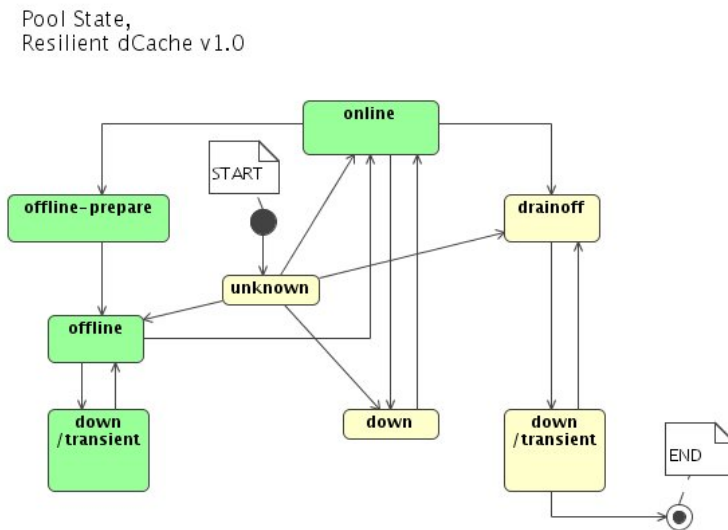 Pool State,
Resilient dCache v1.0
online
START
offline-prepare
drainoff
unknown
offline
down
/transient
down
down
/transient
END